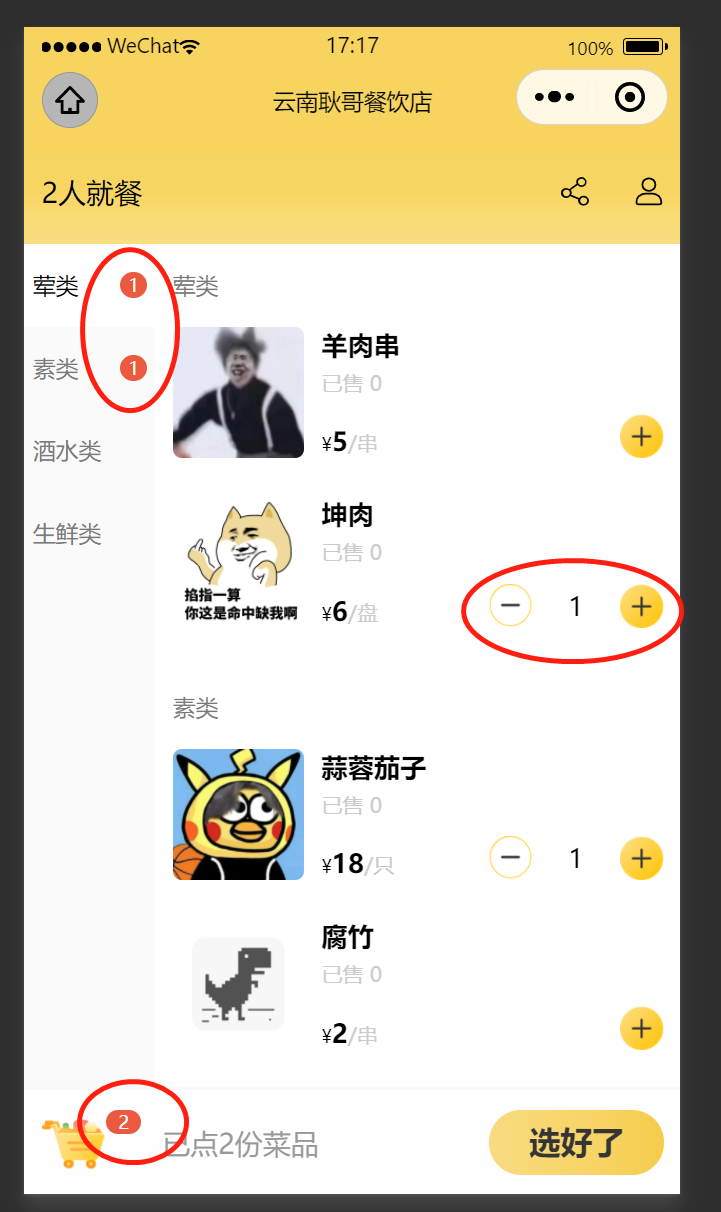 WeChat 17:17 100%
云南耿哥餐饮店
2人就餐
荤类 1
素类 1
酒水类
生鲜类
荤类
羊肉串
已售 0
¥5/串
坤肉
已售 0
掐指一算
你这是命中缺我啊
¥6/盘
1
素类
蒜蓉茄子
已售 0
¥18/只
1
腐竹
已售 0
¥2/串
2
已点2份菜品
选好了